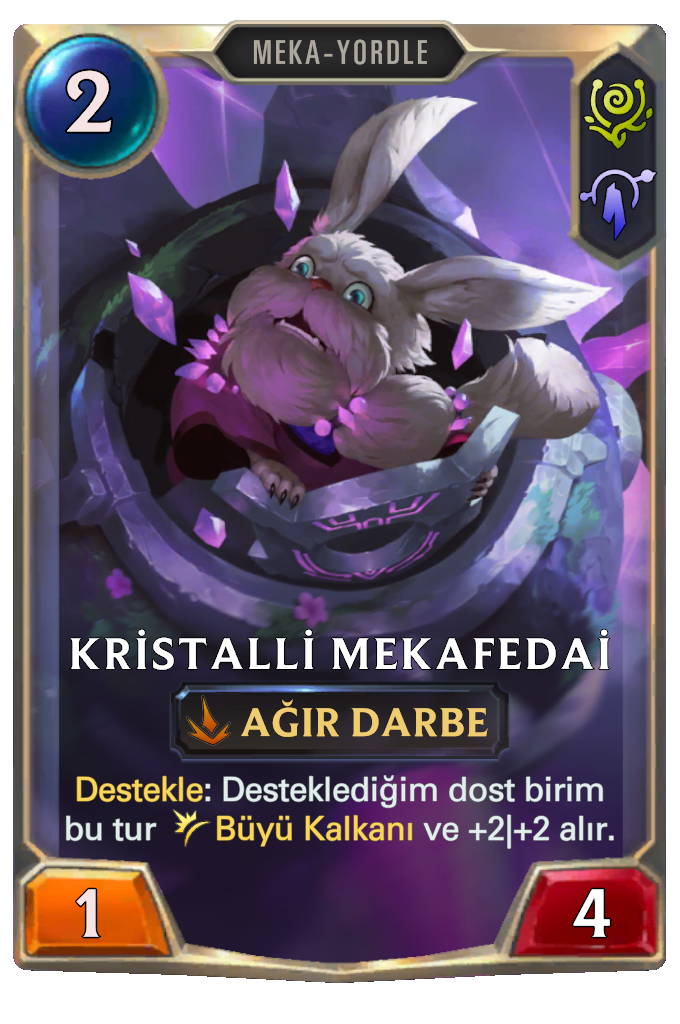 2
MEKA-YORDLE
KRİSTALLİ MEKAFEDAİ
AĞIR DARBE
Destekle: Desteklediğim dost birim
bu tur Büyü Kalkanı ve +2|+2 alır.
1
4